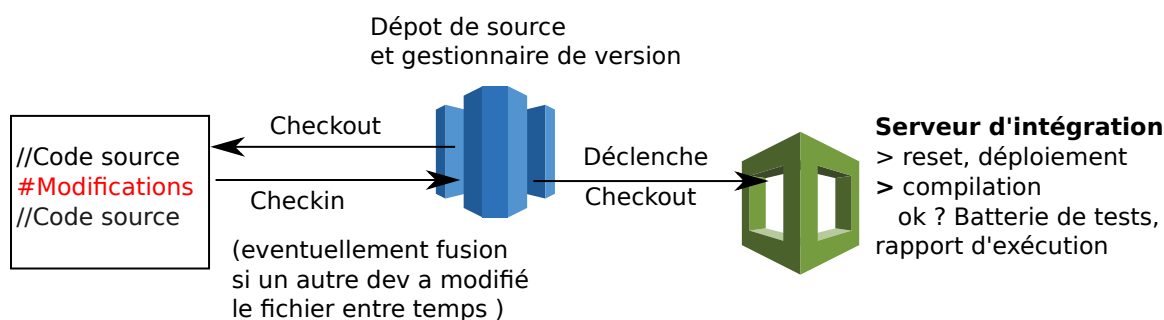 Dépot de source
et gestionnaire de version
Checkout
//Code source
#Modifications
//Code source
Checkin
(eventuellement fusion
si un autre dev a modifié
le fichier entre temps )
Déclenche
Checkout
Serveur d'intégration
> reset, déploiement
> compilation
ok ? Batterie de tests,
rapport d'exécution